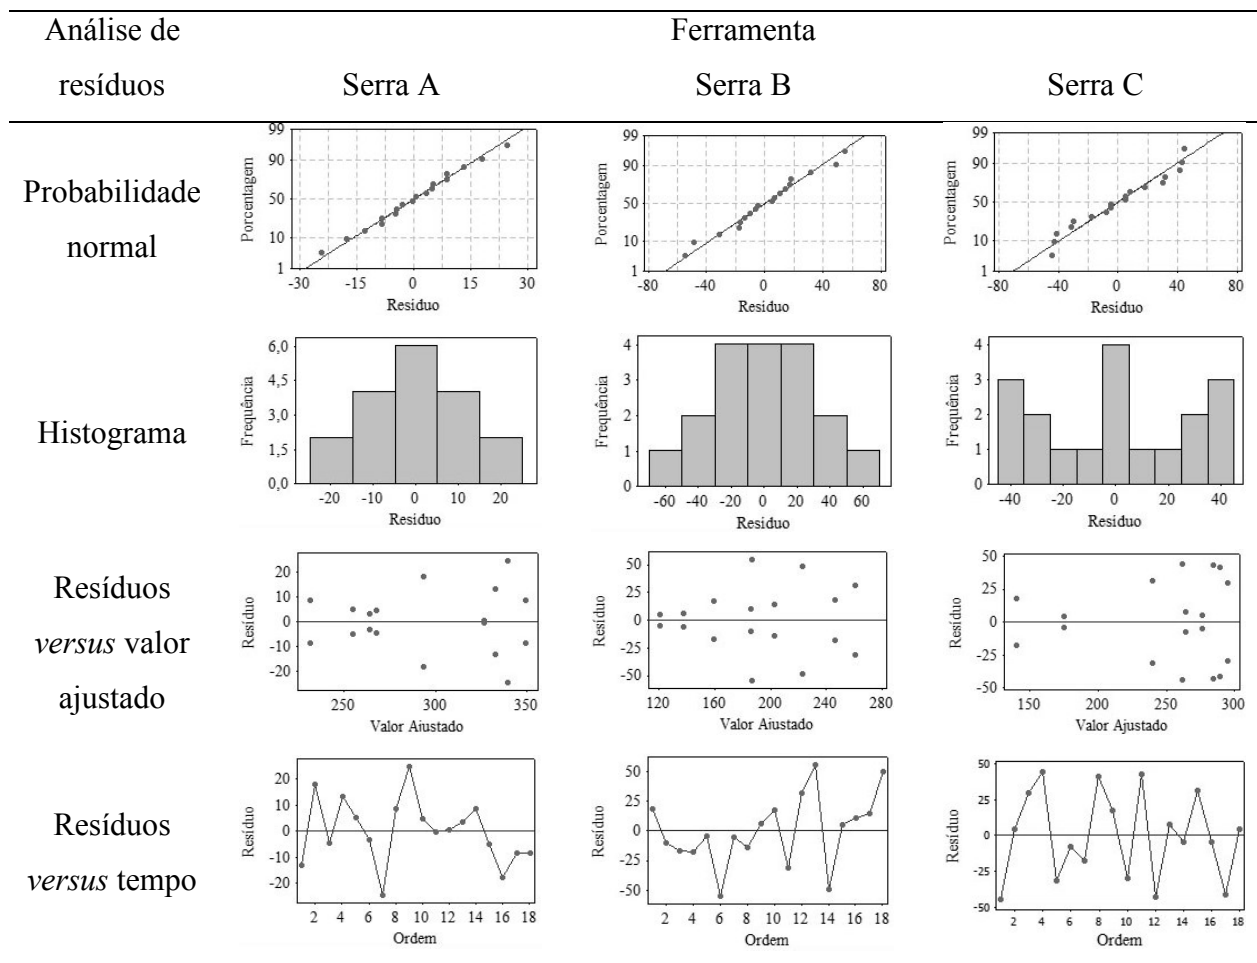 Análise de
resíduos
Ferramenta
Serra A
Serra B
Serra C
Probabilidade
normal
Porcentagem
99
90
50
10
1
-30 -15 0 15 30
Resíduo
Porcentagem
99
90
50
10
1
-80 -40 0 40 80
Resíduo
Porcentagem
99
90
50
10
1
-80 -40 0 40 80
Resíduo
Histograma
Frequência
6,0
4,5
3,0
1,5
0,0
-20 -10 0 10 20
Resíduo
Frequência
4
3
2
1
0
-60 -40 -20 0 20 40 60
Resíduo
Frequência
4
3
2
1
0
-40 -20 0 20 40
Resíduo
Resíduos
versus valor
ajustado
Resíduo
20
10
0
-10
-20
250 300 350
Valor Ajustado
Resíduo
50
25
0
-25
-50
120 160 200 240 280
Valor Ajustado
Resíduo
50
25
0
-25
-50
150 200 250 300
Valor Ajustado
Resíduos
versus tempo
Resíduo
20
10
0
-10
-20
2 4 6 8 10 12 14 16 18
Ordem
Resíduo
50
25
0
-25
-50
2 4 6 8 10 12 14 16 18
Ordem
Resíduo
50
25
0
-25
-50
2 4 6 8 10 12 14 16 18
Ordem